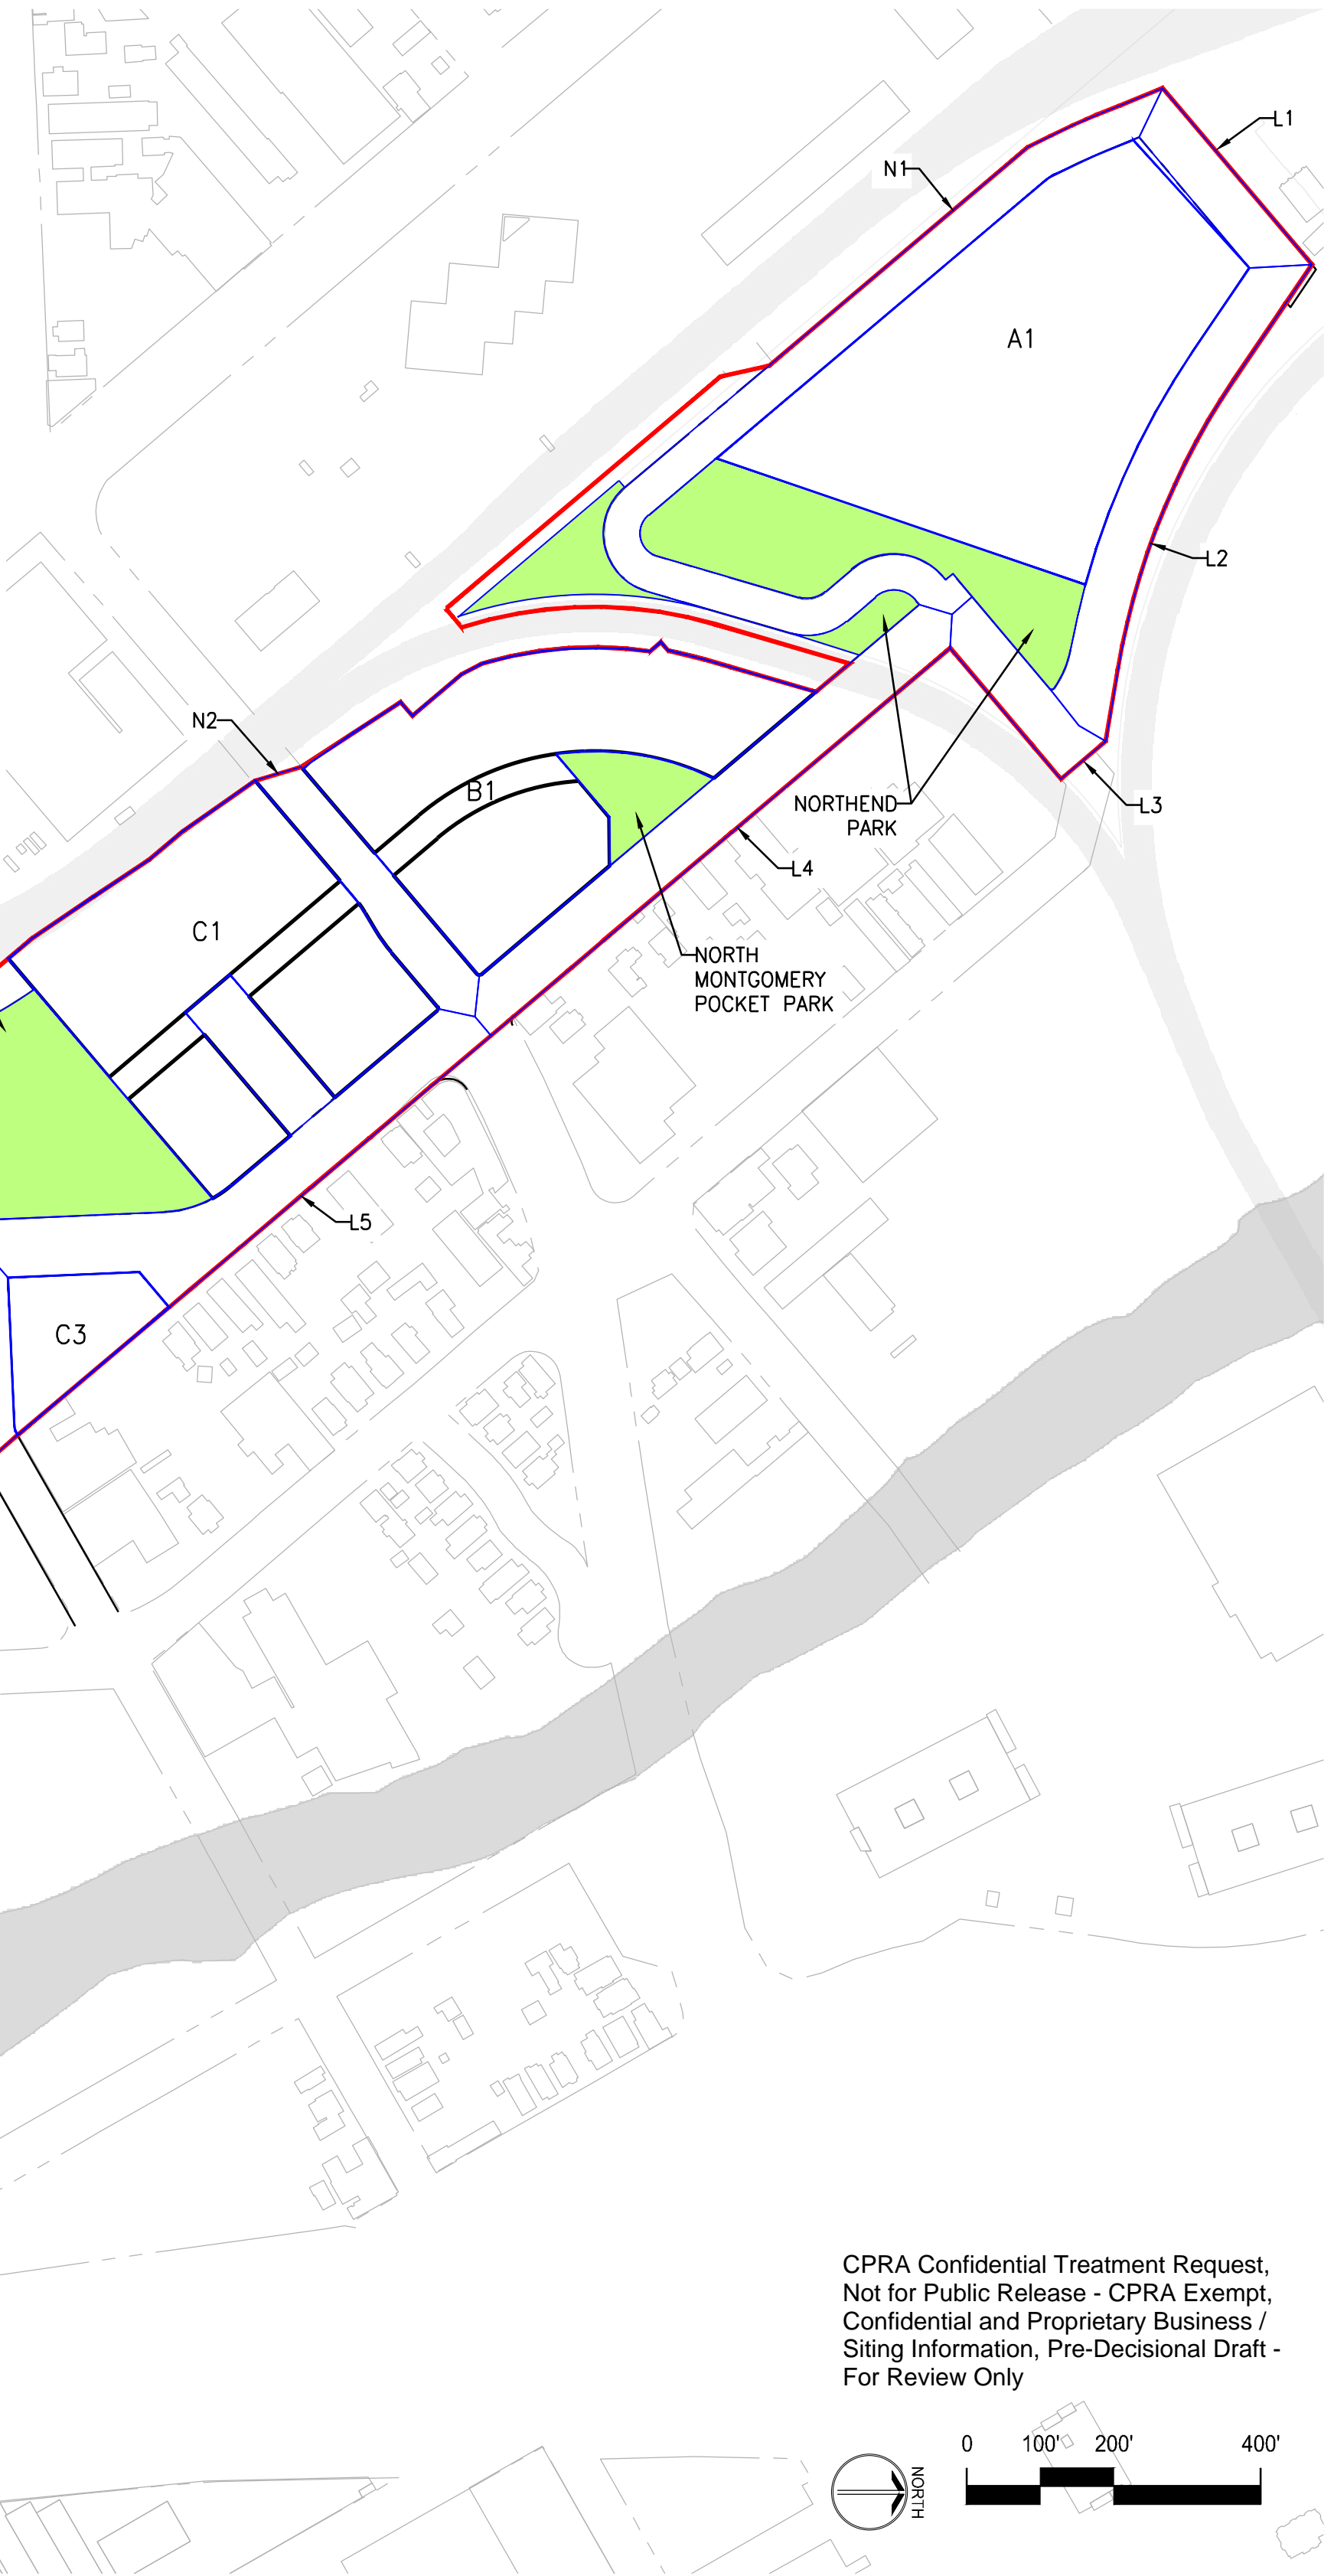 L1
N1
A1
L2
N2
B1
NORTHEND
PARK
L3
L4
C1
NORTH
MONTGOMERY
POCKET PARK
L5
C3
CPRA Confidential Treatment Request,
Not for Public Release - CPRA Exempt,
Confidential and Proprietary Business /
Siting Information, Pre-Decisional Draft -
For Review Only
0 100' 200' 400'
NORTH